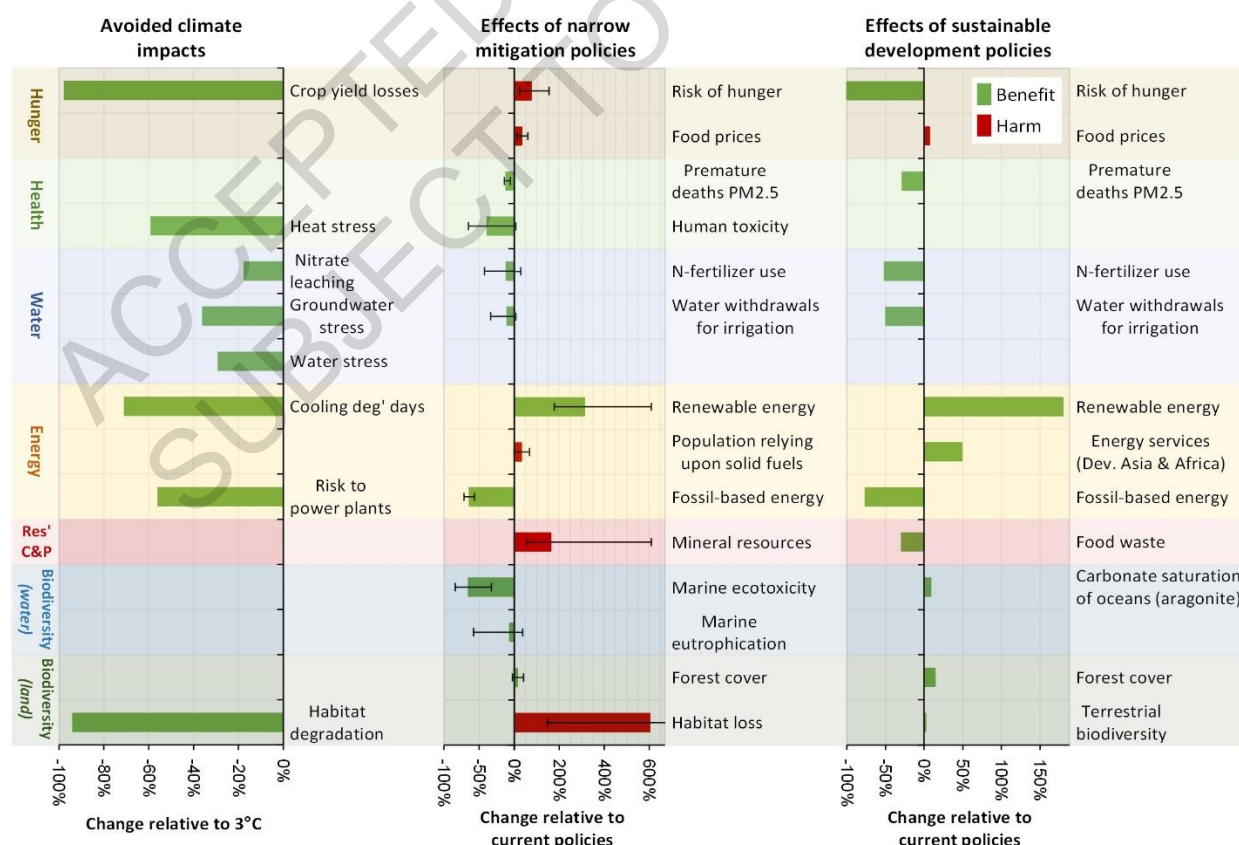 ACCEPTED
SUBJECT TO
Avoided climate
impacts
Effects of narrow
mitigation policies
Effects of sustainable
development policies
Benefit
Harm
Hunger
Crop yield losses
Risk of hunger
Risk of hunger
Food prices
Food prices
Health
Premature
deaths PM2.5
Premature
deaths PM2.5
Heat stress
Human toxicity
Water
Nitrate
leaching
N-fertilizer use
N-fertilizer use
Groundwater
stress
Water withdrawals
for irrigation
Water withdrawals
for irrigation
Water stress
Energy
Cooling deg' days
Renewable energy
Renewable energy
Population relying
upon solid fuels
Energy services
(Dev. Asia & Africa)
Risk to
power plants
Fossil-based energy
Fossil-based energy
Res'
C&P
Mineral resources
Food waste
Biodiversity
(water)
Marine ecotoxicity
Carbonate saturation
of oceans (aragonite)
Marine
eutrophication
Biodiversity
(land)
Forest cover
Forest cover
Habitat
degradation
Habitat loss
Terrestrial
biodiversity
-100%
-80%
-60%
-40%
-20%
0%
-100%
-50%
0%
200%
400%
600%
-100%
-50%
0%
50%
100%
150%
Change relative to 3°C
Change relative to
current policies
Change relative to
current policies